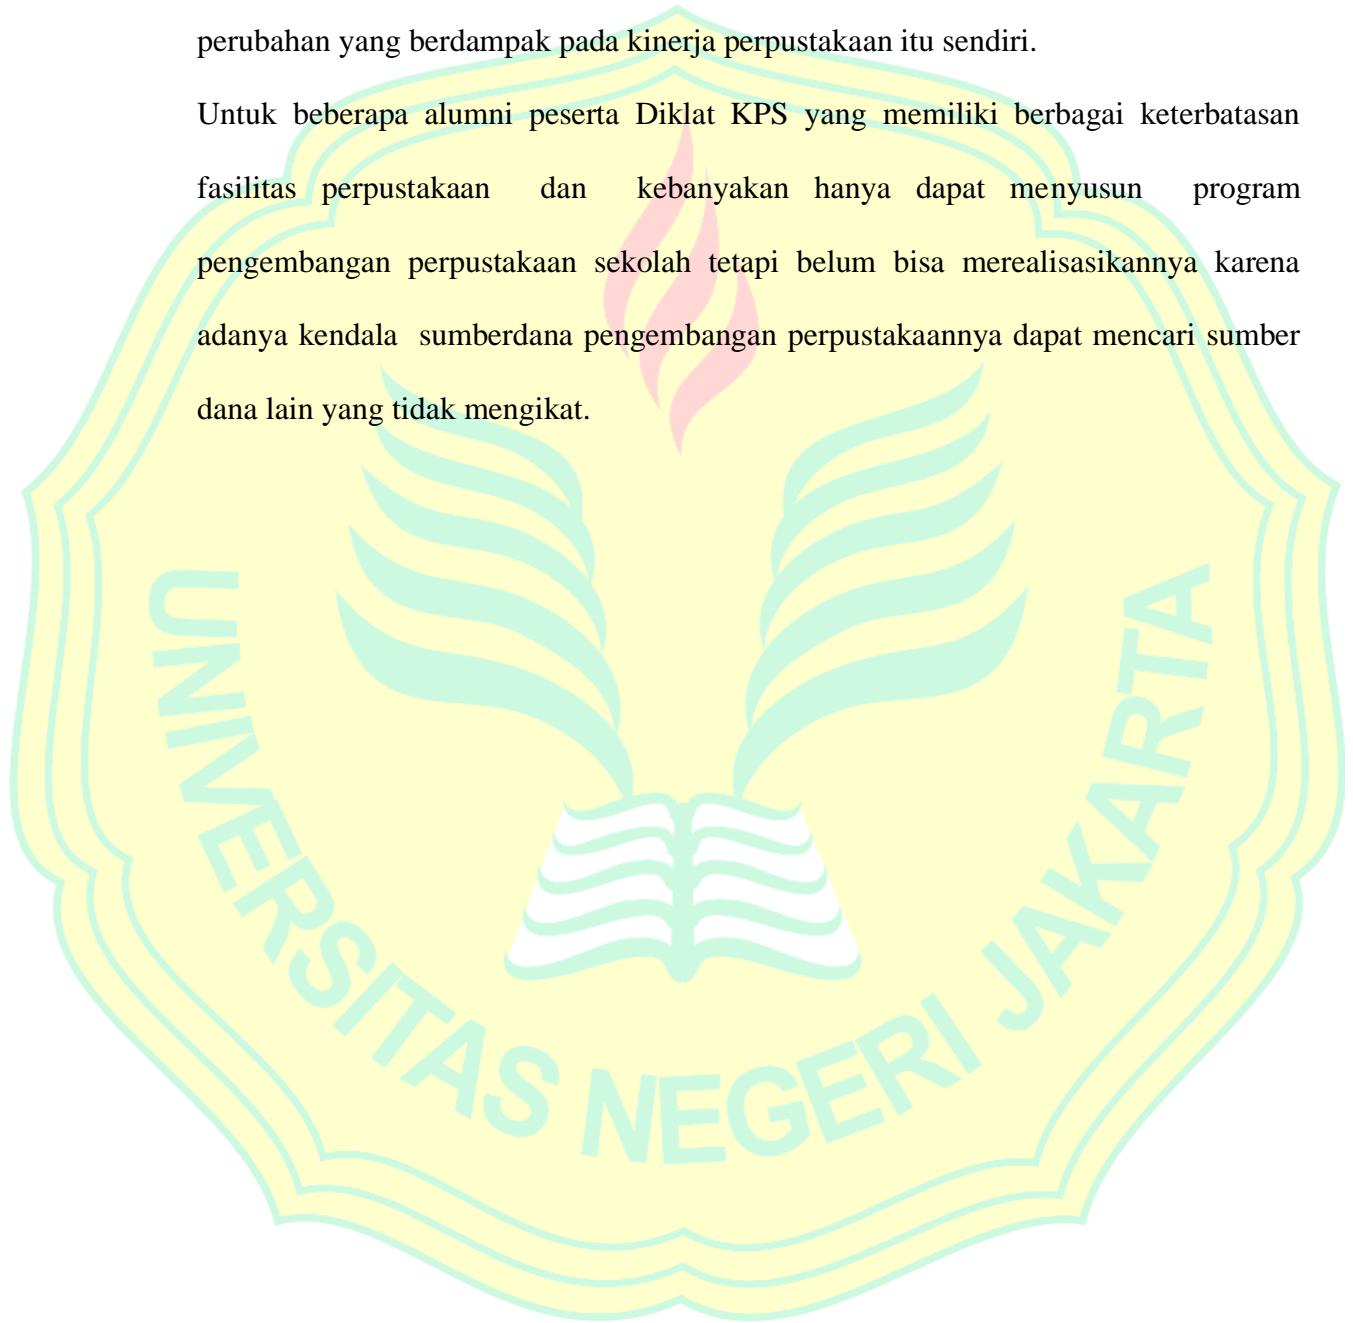 perubahan yang berdampak pada kinerja perpustakaan itu sendiri.
Untuk beberapa alumni peserta Diklat KPS yang memiliki berbagai keterbatasan
fasilitas perpustakaan dan kebanyakan hanya dapat menyusun program
pengembangan perpustakaan sekolah tetapi belum bisa merealisasikannya karena
adanya kendala sumberdana pengembangan perpustakaannya dapat mencari sumber
dana lain yang tidak mengikat.
UNIVERSITAS NEGERI JAKARTA